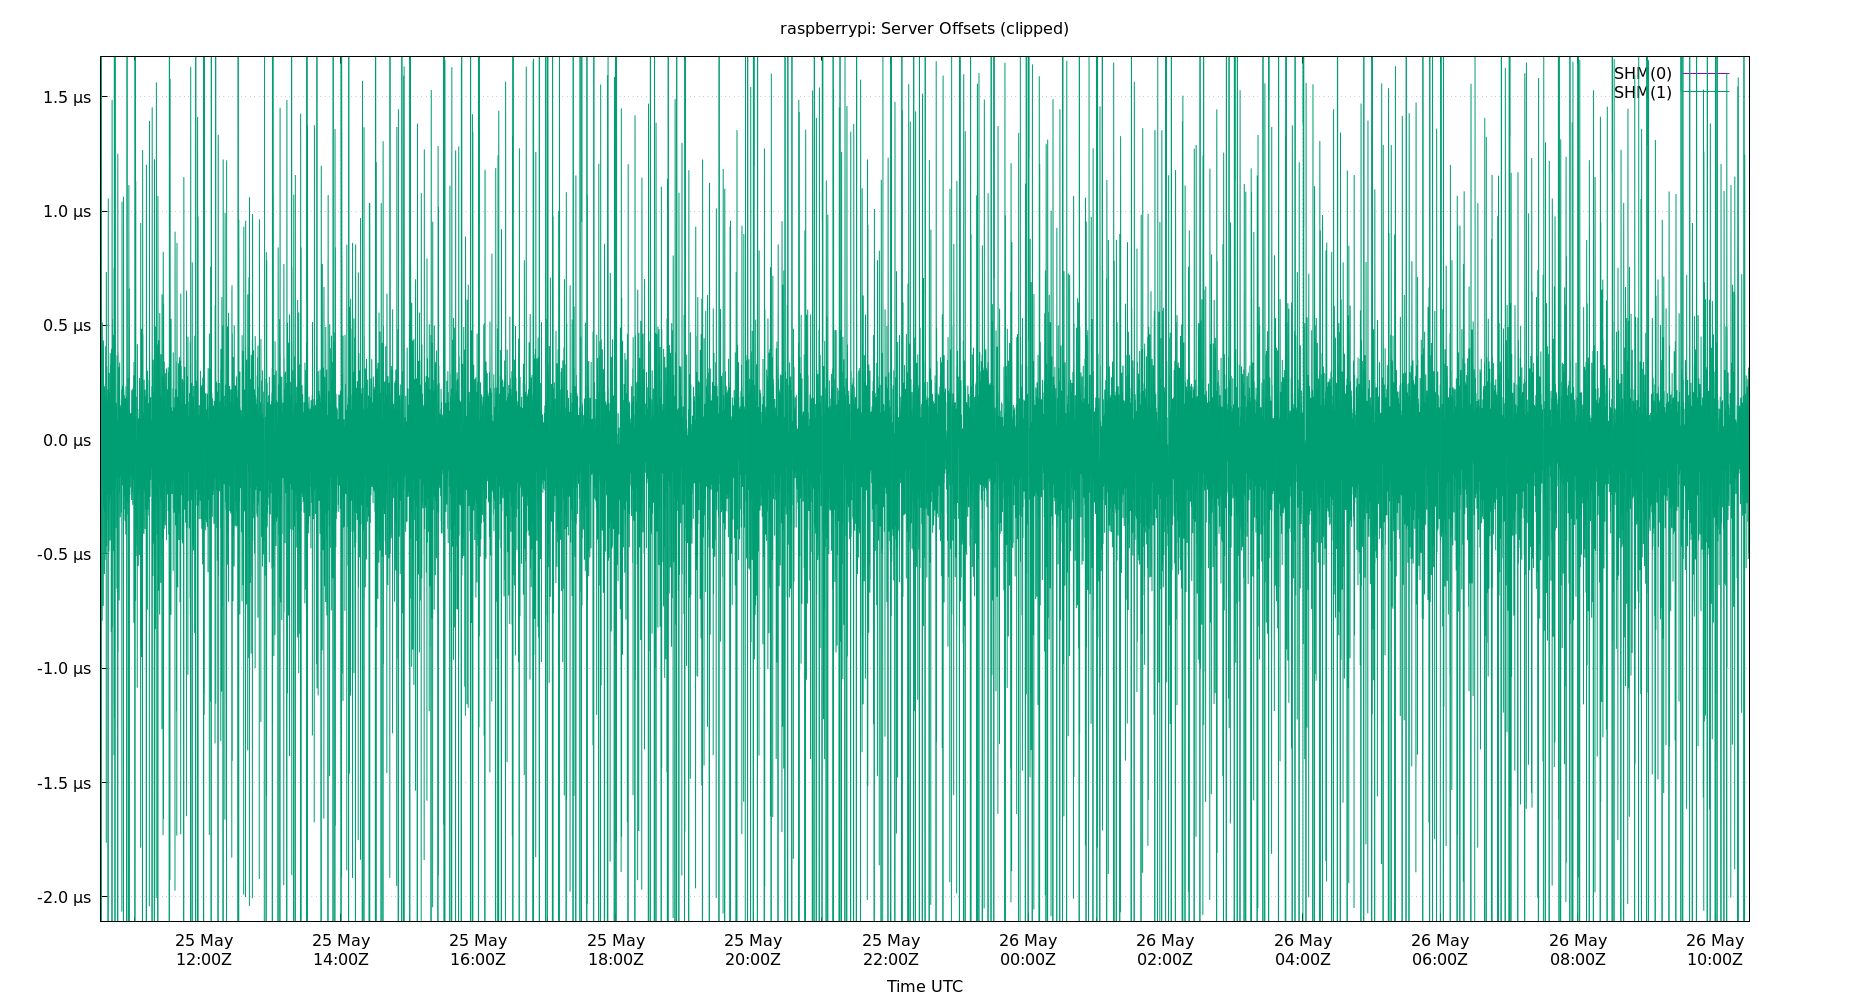 raspberrypi: Server Offsets (clipped)
SHM(0)
SHM(1)
1.5 µs
1.0 µs
0.5 µs
0.0 µs
-0.5 µs
-1.0 µs
-1.5 µs
-2.0 µs
25 May 25 May 25 May 25 May 25 May 25 May 26 May 26 May 26 May 26 May 26 May 26 May
12:00Z 14:00Z 16:00Z 18:00Z 20:00Z 22:00Z 00:00Z 02:00Z 04:00Z 06:00Z 08:00Z 10:00Z
Time UTC